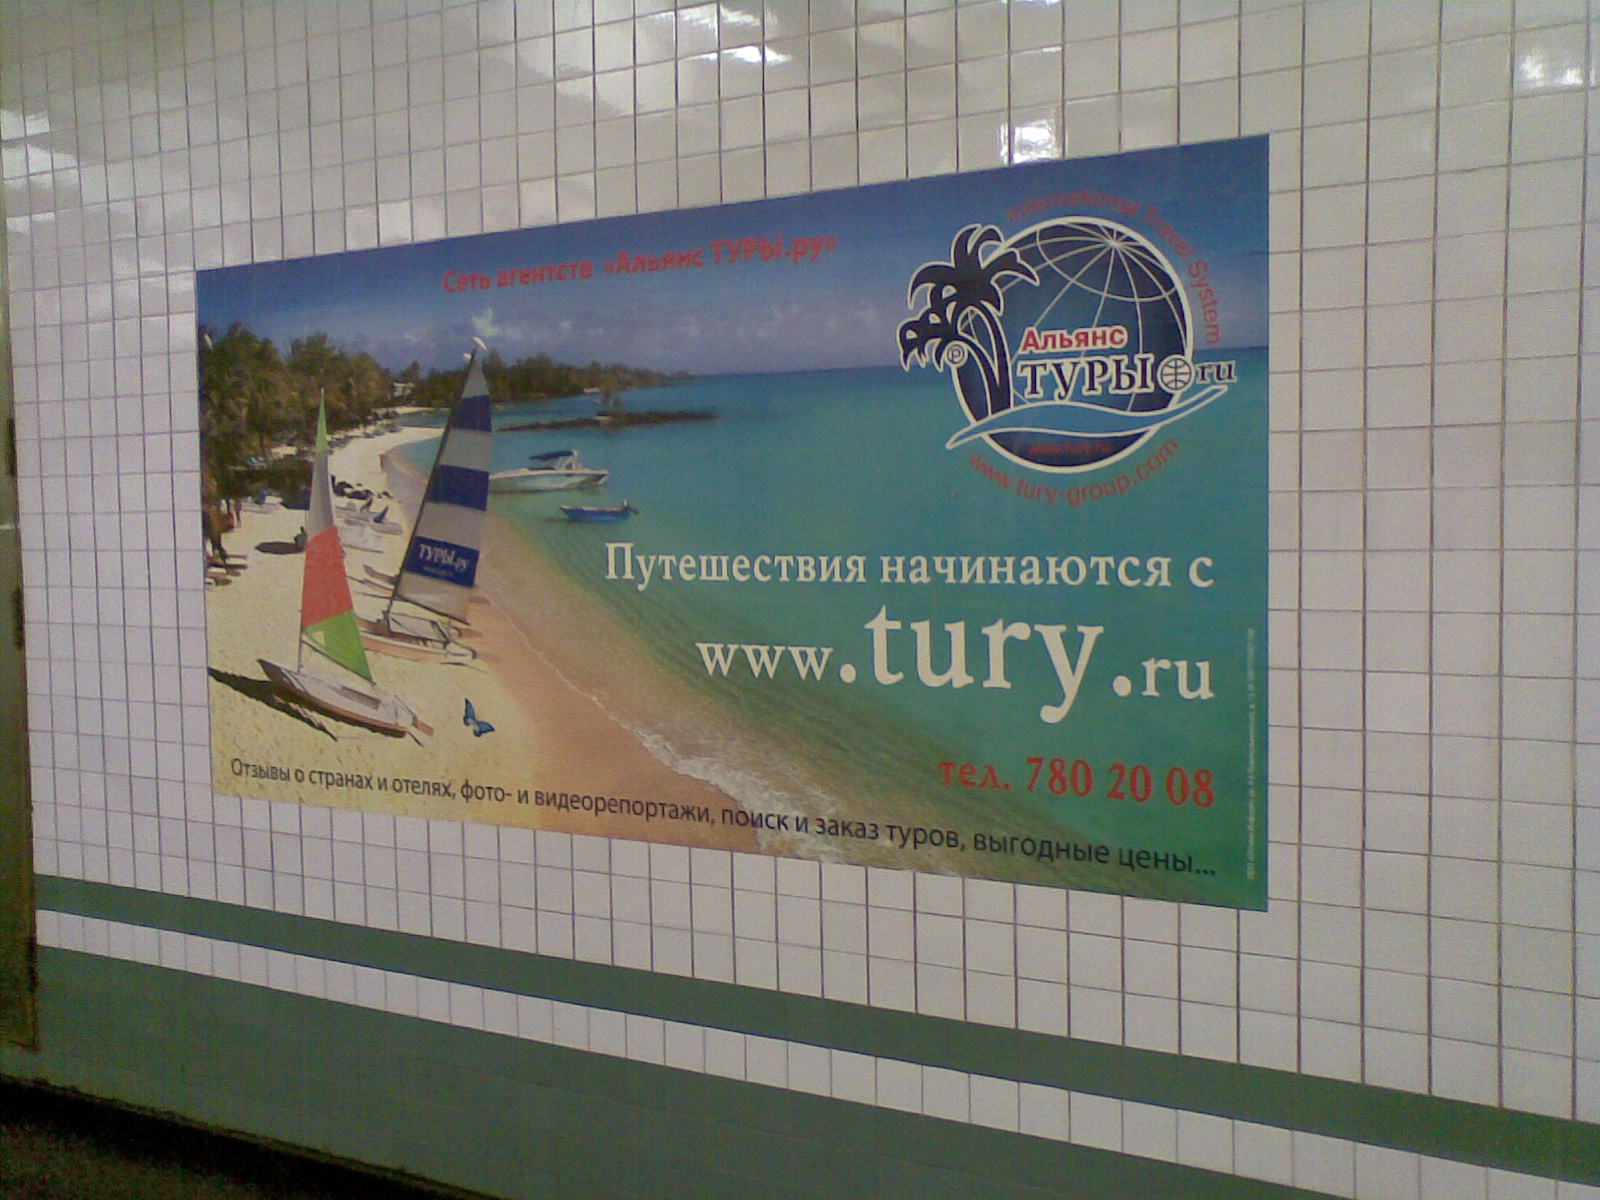 Сеть агентств «Альянс ТУРЫ.ру»
International Travel System
Альянс
ТУРЫ ru
www.tury-group.com
ТУРЫ.ру
Путешествия начинаются с
www.tury.ru
тел. 780 20 08
Отзывы о странах и отелях, фото- и видеорепортажи, поиск и заказ туров, выгодные цены...